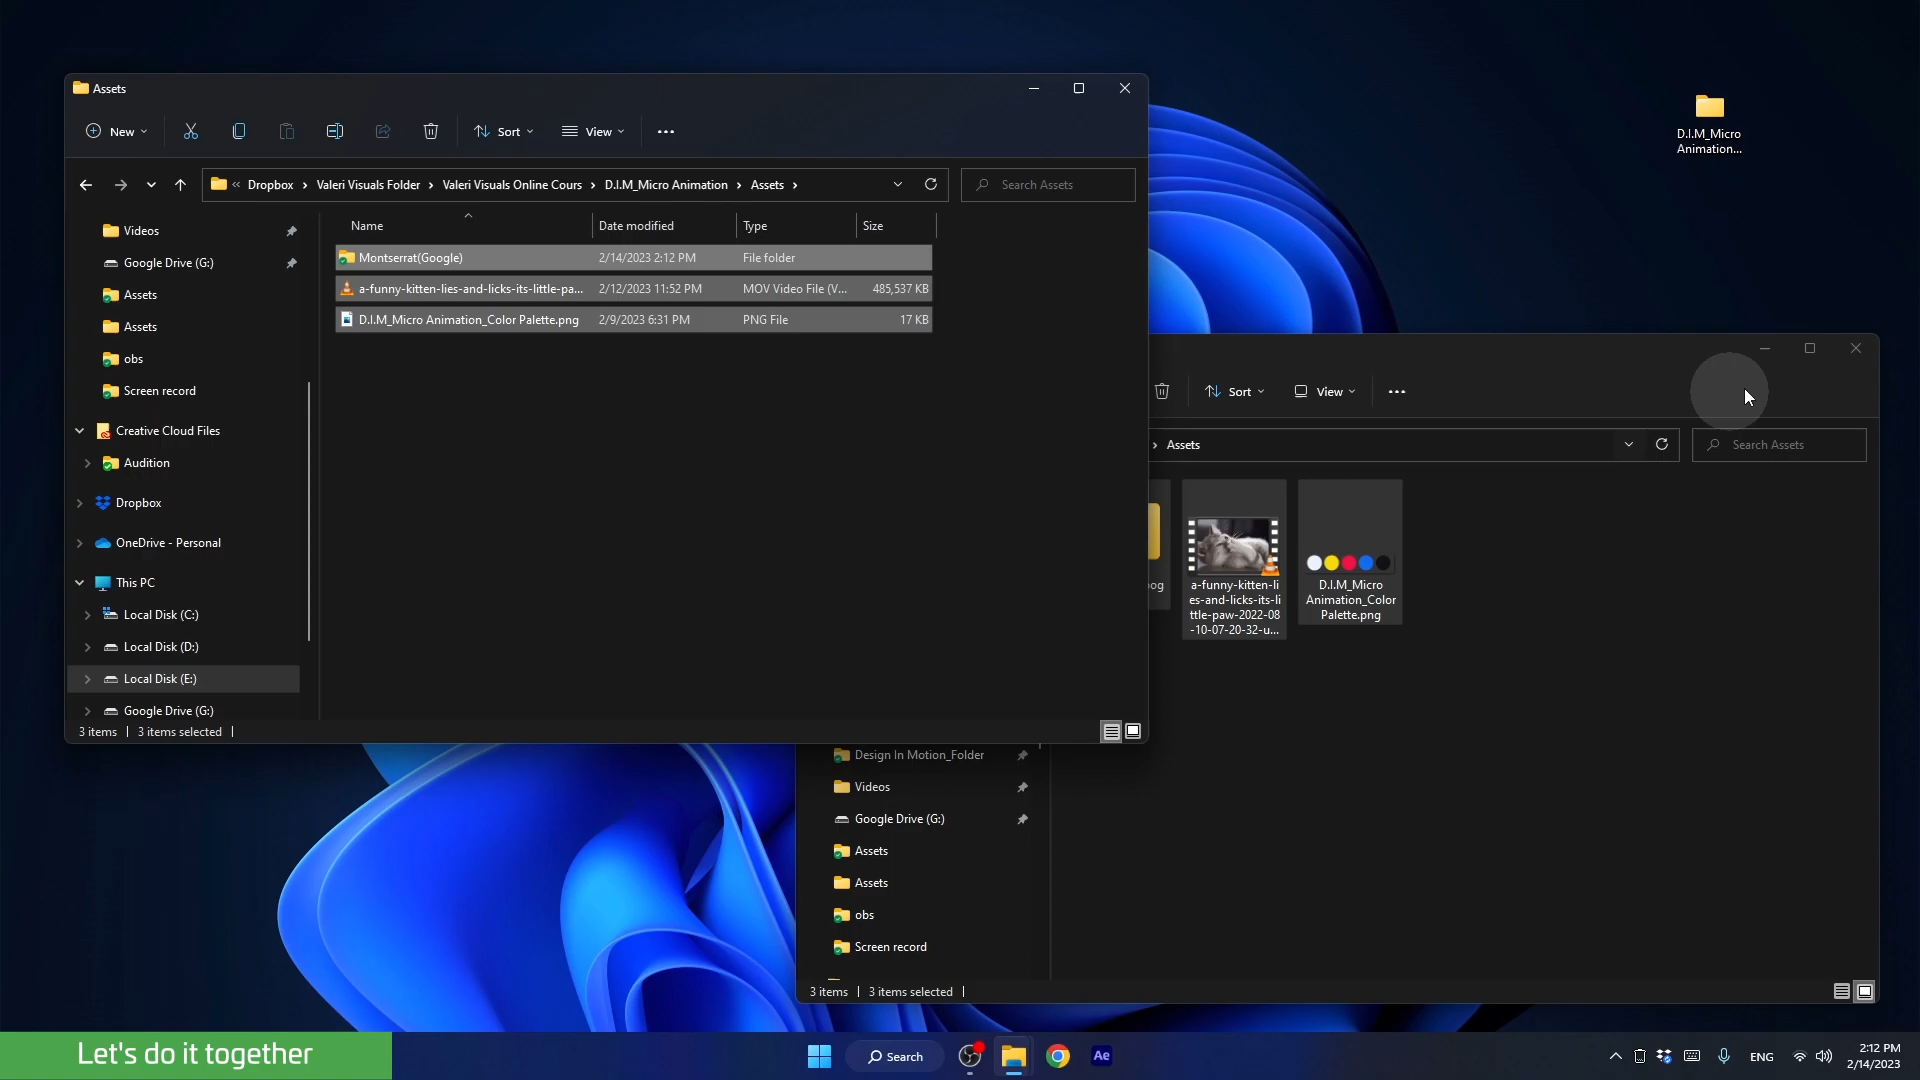 Assets
New
Sort
View
Dropbox
Valeri Visuals Folder
Valeri Visuals Online Cours
D.I.M_Micro Animation
Assets
Search Assets
Videos
Google Drive (G:)
Assets
Assets
obs
Screen record
Creative Cloud Files
Audition
Dropbox
OneDrive - Personal
This PC
Local Disk (C:)
Local Disk (D:)
Local Disk (E:)
Google Drive (G:)
Name Date modified Type Size
Montserrat(Google) 2/14/2023 2:12 PM File folder
a-funny-kitten-lies-and-licks-its-little-pa... 2/12/2023 11:52 PM MOV Video File (V... 485,537 KB
D.I.M_Micro Animation_Color Palette.png 2/9/2023 6:31 PM PNG File 17 KB
3 items 3 items selected
D.I.M_Micro
Animation...
Sort
View
Assets
Search Assets
a-funny-kitten-li
es-and-licks-its-li
ttle-paw-2022-08
-10-07-20-32-u...
D.I.M_Micro
Animation_Color
Palette.png
Design In Motion_Folder
Videos
Google Drive (G:)
Assets
Assets
obs
Screen record
3 items 3 items selected
Let's do it together
Search
Ae
ENG
2:12 PM
2/14/2023